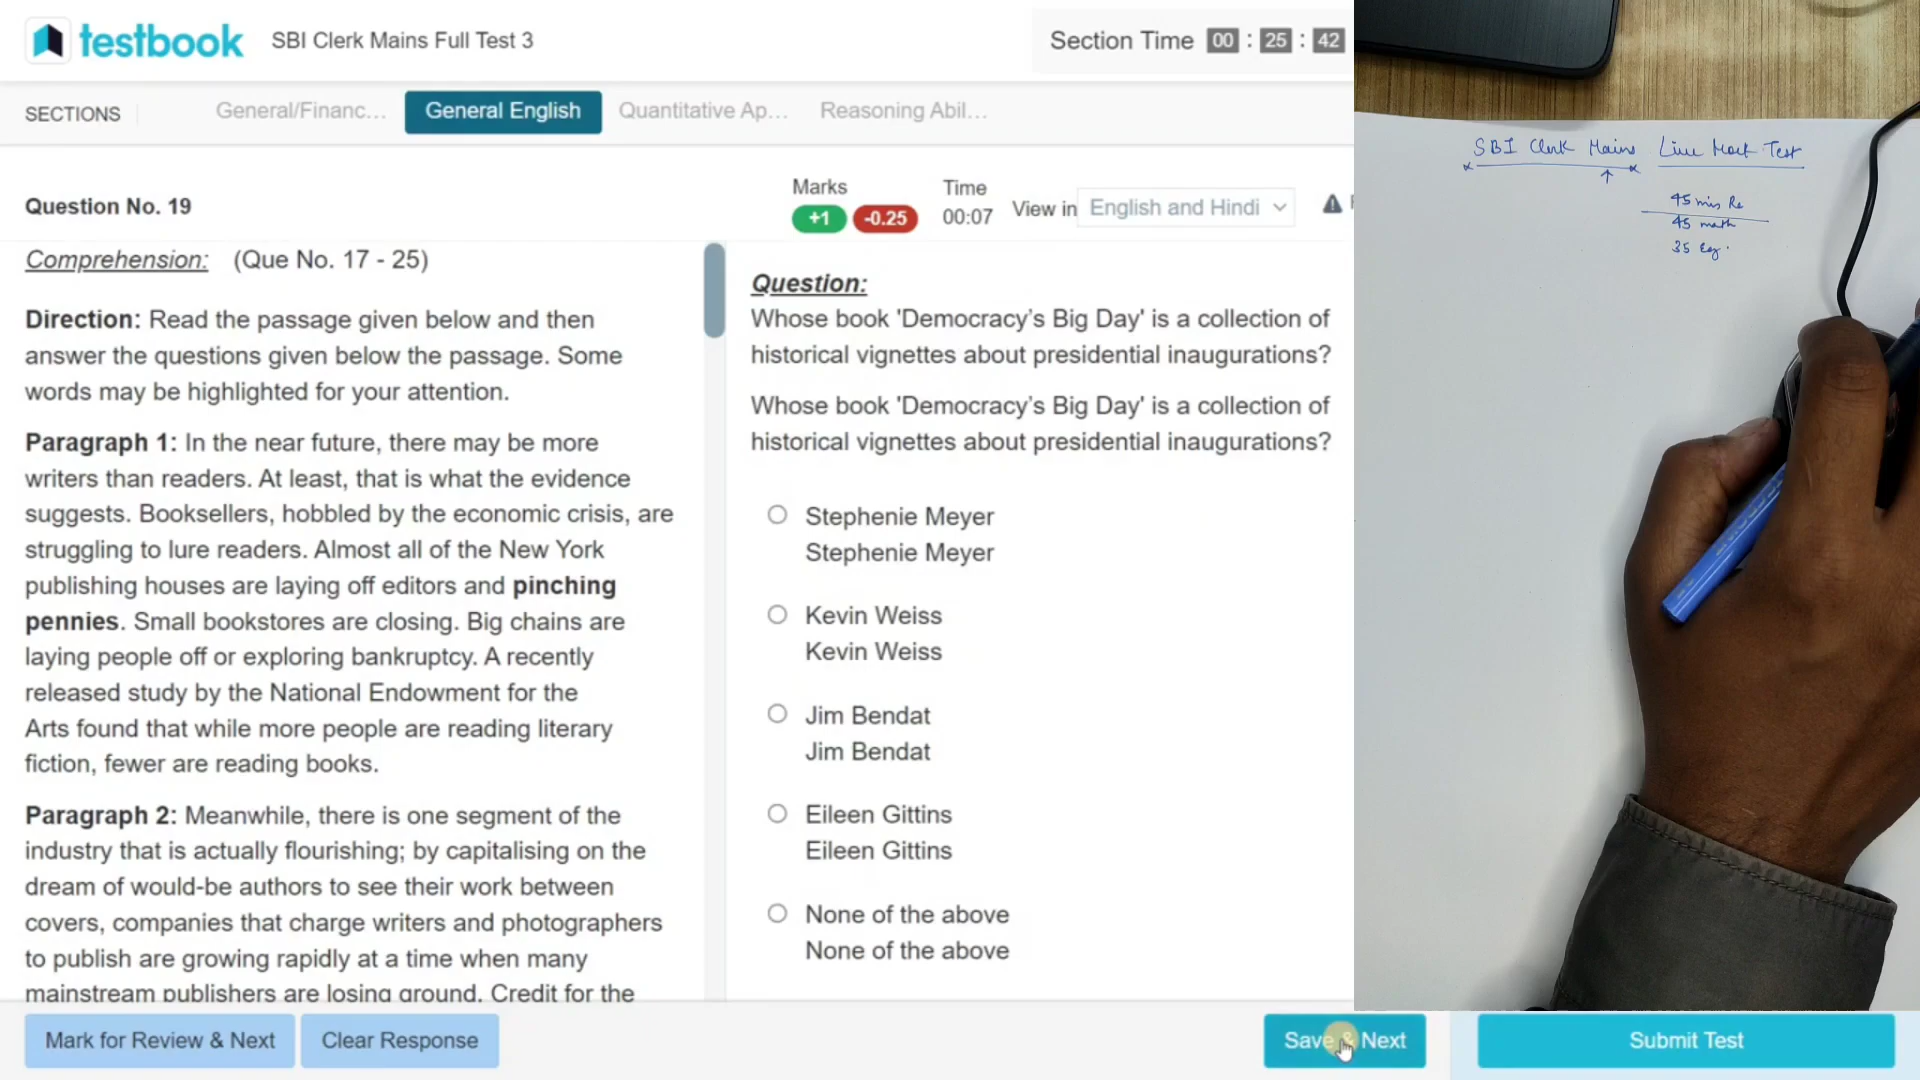 testbook
SBI Clerk Mains Full Test 3
Section Time 00 : 25 : 42
SECTIONS
General/Financ...
General English
Quantitative Ap...
Reasoning Abil...
Question No. 19
Marks
+1 -0.25
Time
00:07
View in English and Hindi
Comprehension: (Que No. 17 - 25)
Direction: Read the passage given below and then
answer the questions given below the passage. Some
words may be highlighted for your attention.
Paragraph 1: In the near future, there may be more
writers than readers. At least, that is what the evidence
suggests. Booksellers, hobbled by the economic crisis, are
struggling to lure readers. Almost all of the New York
publishing houses are laying off editors and pinching
pennies. Small bookstores are closing. Big chains are
laying people off or exploring bankruptcy. A recently
released study by the National Endowment for the
Arts found that while more people are reading literary
fiction, fewer are reading books.
Paragraph 2: Meanwhile, there is one segment of the
industry that is actually flourishing; by capitalising on the
dream of would-be authors to see their work between
covers, companies that charge writers and photographers
to publish are growing rapidly at a time when many
mainstream publishers are losing ground. Credit for the
Question:
Whose book 'Democracy’s Big Day' is a collection of
historical vignettes about presidential inaugurations?
Whose book 'Democracy’s Big Day' is a collection of
historical vignettes about presidential inaugurations?
Stephenie Meyer
Stephenie Meyer
Kevin Weiss
Kevin Weiss
Jim Bendat
Jim Bendat
Eileen Gittins
Eileen Gittins
None of the above
None of the above
Mark for Review & Next
Clear Response
Save & Next
Submit Test
SBI Clerk Mains Live Mock Test
45 min Re
45 math
35 Eng.